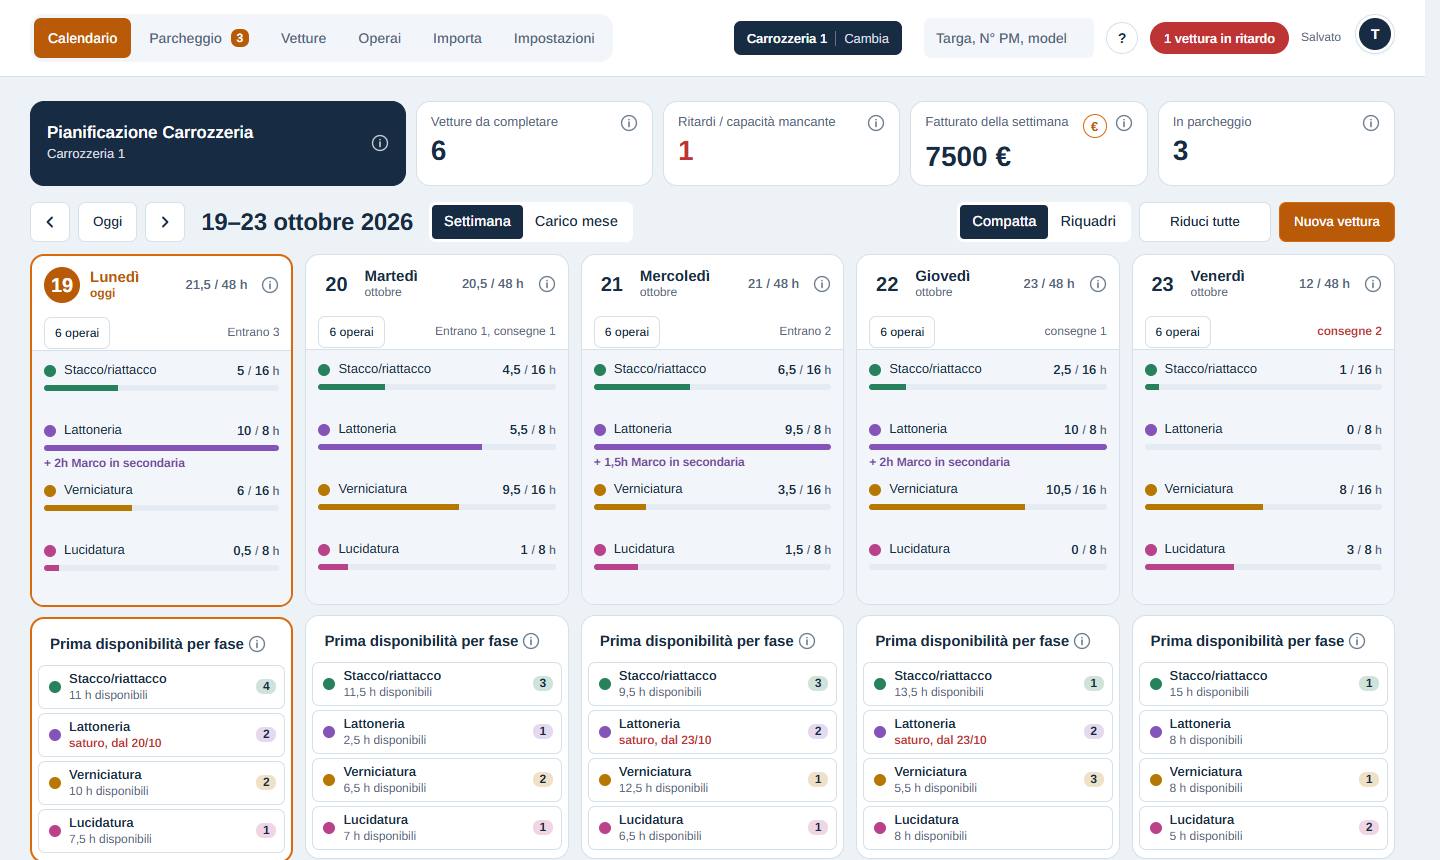 Calendario Parcheggio 3 Vetture Operai Importa Impostazioni Carrozzeria 1 Cambia Targa, N° PM, model ? 1 vettura in ritardo Salvato T
Pianificazione Carrozzeria
Carrozzeria 1
Vetture da completare
6
Ritardi / capacità mancante
1
Fatturato della settimana €
7500 €
In parcheggio
3
Oggi 19–23 ottobre 2026 Settimana Carico mese Compatta Riquadri Riduci tutte Nuova vettura
19 Lunedì oggi 21,5 / 48 h
6 operai Entrano 3
Stacco/riattacco 5 / 16 h
Lattoneria 10 / 8 h
+ 2h Marco in secondaria
Verniciatura 6 / 16 h
Lucidatura 0,5 / 8 h
20 Martedì ottobre 20,5 / 48 h
6 operai Entrano 1, consegne 1
Stacco/riattacco 4,5 / 16 h
Lattoneria 5,5 / 8 h
Verniciatura 9,5 / 16 h
Lucidatura 1 / 8 h
21 Mercoledì ottobre 21 / 48 h
6 operai Entrano 2
Stacco/riattacco 6,5 / 16 h
Lattoneria 9,5 / 8 h
+ 1,5h Marco in secondaria
Verniciatura 3,5 / 16 h
Lucidatura 1,5 / 8 h
22 Giovedì ottobre 23 / 48 h
6 operai consegne 1
Stacco/riattacco 2,5 / 16 h
Lattoneria 10 / 8 h
+ 2h Marco in secondaria
Verniciatura 10,5 / 16 h
Lucidatura 0 / 8 h
23 Venerdì ottobre 12 / 48 h
6 operai consegne 2
Stacco/riattacco 1 / 16 h
Lattoneria 0 / 8 h
Verniciatura 8 / 16 h
Lucidatura 3 / 8 h
Prima disponibilità per fase
Stacco/riattacco 4
11 h disponibili
Lattoneria 2
saturo, dal 20/10
Verniciatura 2
10 h disponibili
Lucidatura 1
7,5 h disponibili
Prima disponibilità per fase
Stacco/riattacco 3
11,5 h disponibili
Lattoneria 1
2,5 h disponibili
Verniciatura 2
6,5 h disponibili
Lucidatura 1
7 h disponibili
Prima disponibilità per fase
Stacco/riattacco 3
9,5 h disponibili
Lattoneria 2
saturo, dal 23/10
Verniciatura 1
12,5 h disponibili
Lucidatura 1
6,5 h disponibili
Prima disponibilità per fase
Stacco/riattacco 1
13,5 h disponibili
Lattoneria 2
saturo, dal 23/10
Verniciatura 3
5,5 h disponibili
Lucidatura
8 h disponibili
Prima disponibilità per fase
Stacco/riattacco 1
15 h disponibili
Lattoneria
8 h disponibili
Verniciatura 1
8 h disponibili
Lucidatura 2
5 h disponibili